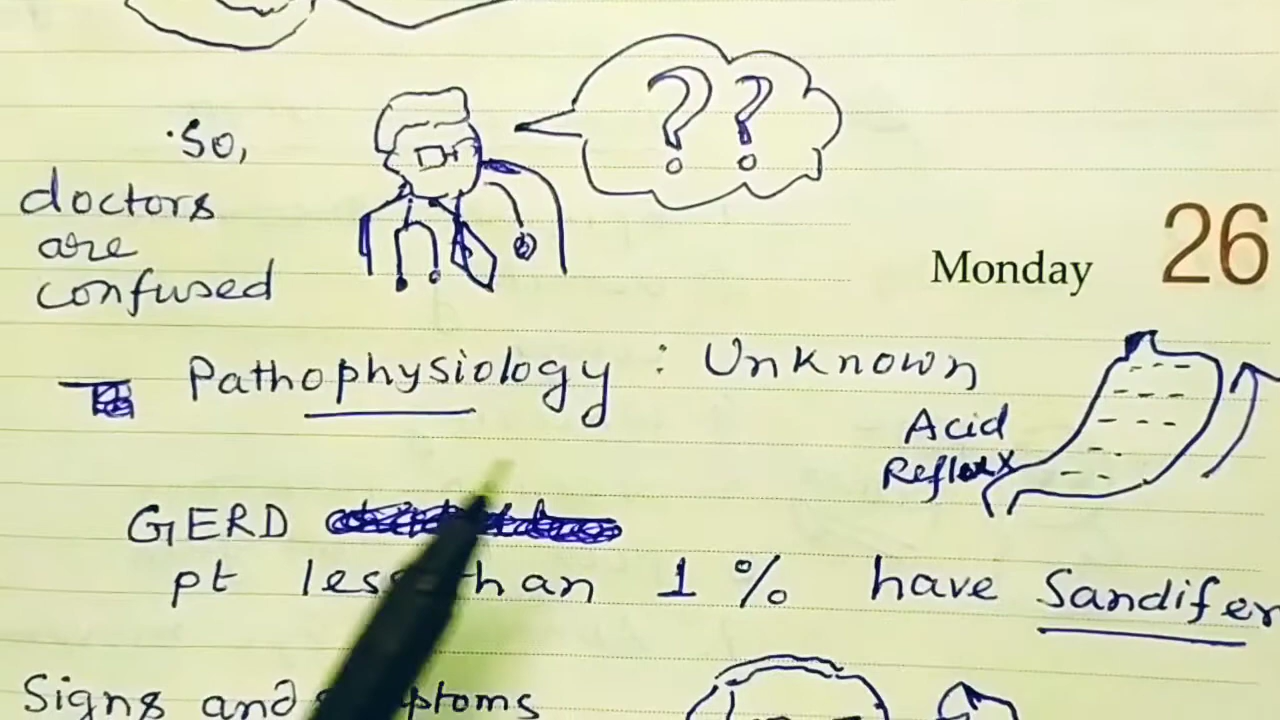 ·So,
doctors
are
confused
??
Monday 26
Pathophysiology : Unknown
Acid
Reflux
GERD
pt less than 1 % have Sandifer
Signs and symptoms